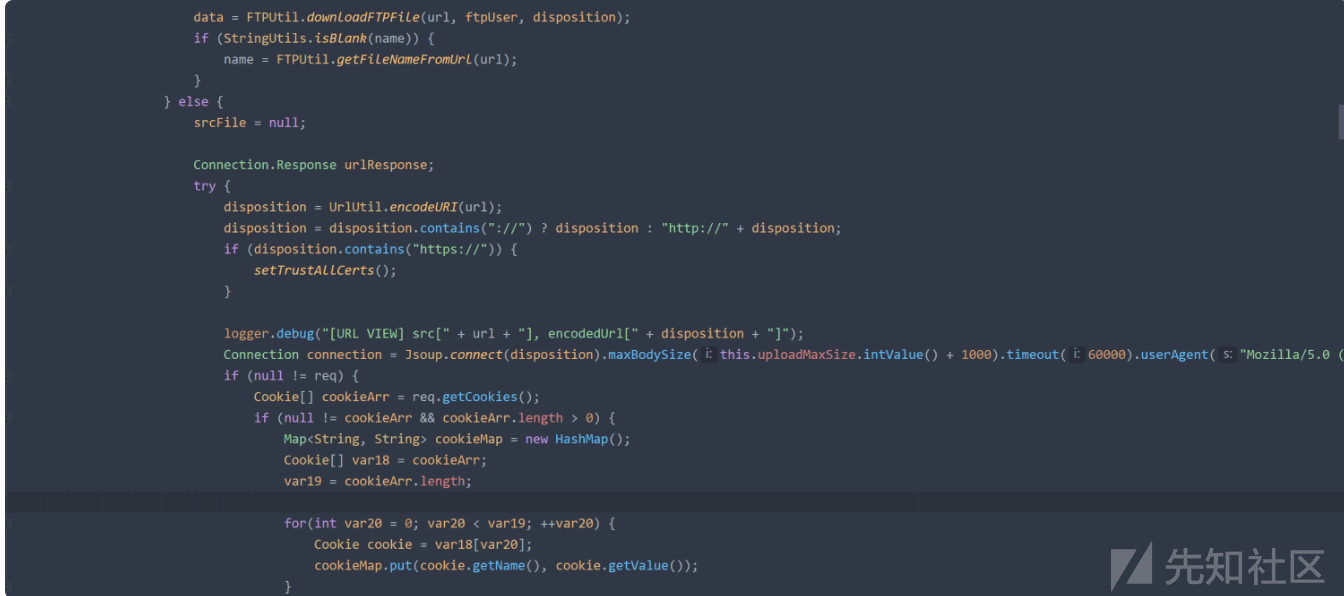 data = FTPUtil.downloadFTPFile(url, ftpUser, disposition);
if (StringUtils.isBlank(name)) {
name = FTPUtil.getFileNameFromUrl(url);
}
} else {
srcFile = null;
Connection.Response urlResponse;
try {
disposition = UrlUtil.encodeURI(url);
disposition = disposition.contains("://") ? disposition : "http://" + disposition;
if (disposition.contains("https://")) {
setTrustAllCerts();
}
logger.debug("[URL VIEW] src[" + url + "], encodedUrl[" + disposition + "]");
Connection connection = Jsoup.connect(disposition).maxBodySize( i: this.uploadMaxSize.intValue() + 1000).timeout( i: 60000).userAgent( s: "Mozilla/5.0 (
if (null != req) {
Cookie[] cookieArr = req.getCookies();
if (null != cookieArr && cookieArr.length > 0) {
Map<String, String> cookieMap = new HashMap();
Cookie[] var18 = cookieArr;
var19 = cookieArr.length;
for(int var20 = 0; var20 < var19; ++var20) {
Cookie cookie = var18[var20];
cookieMap.put(cookie.getName(), cookie.getValue());
}
先知社区